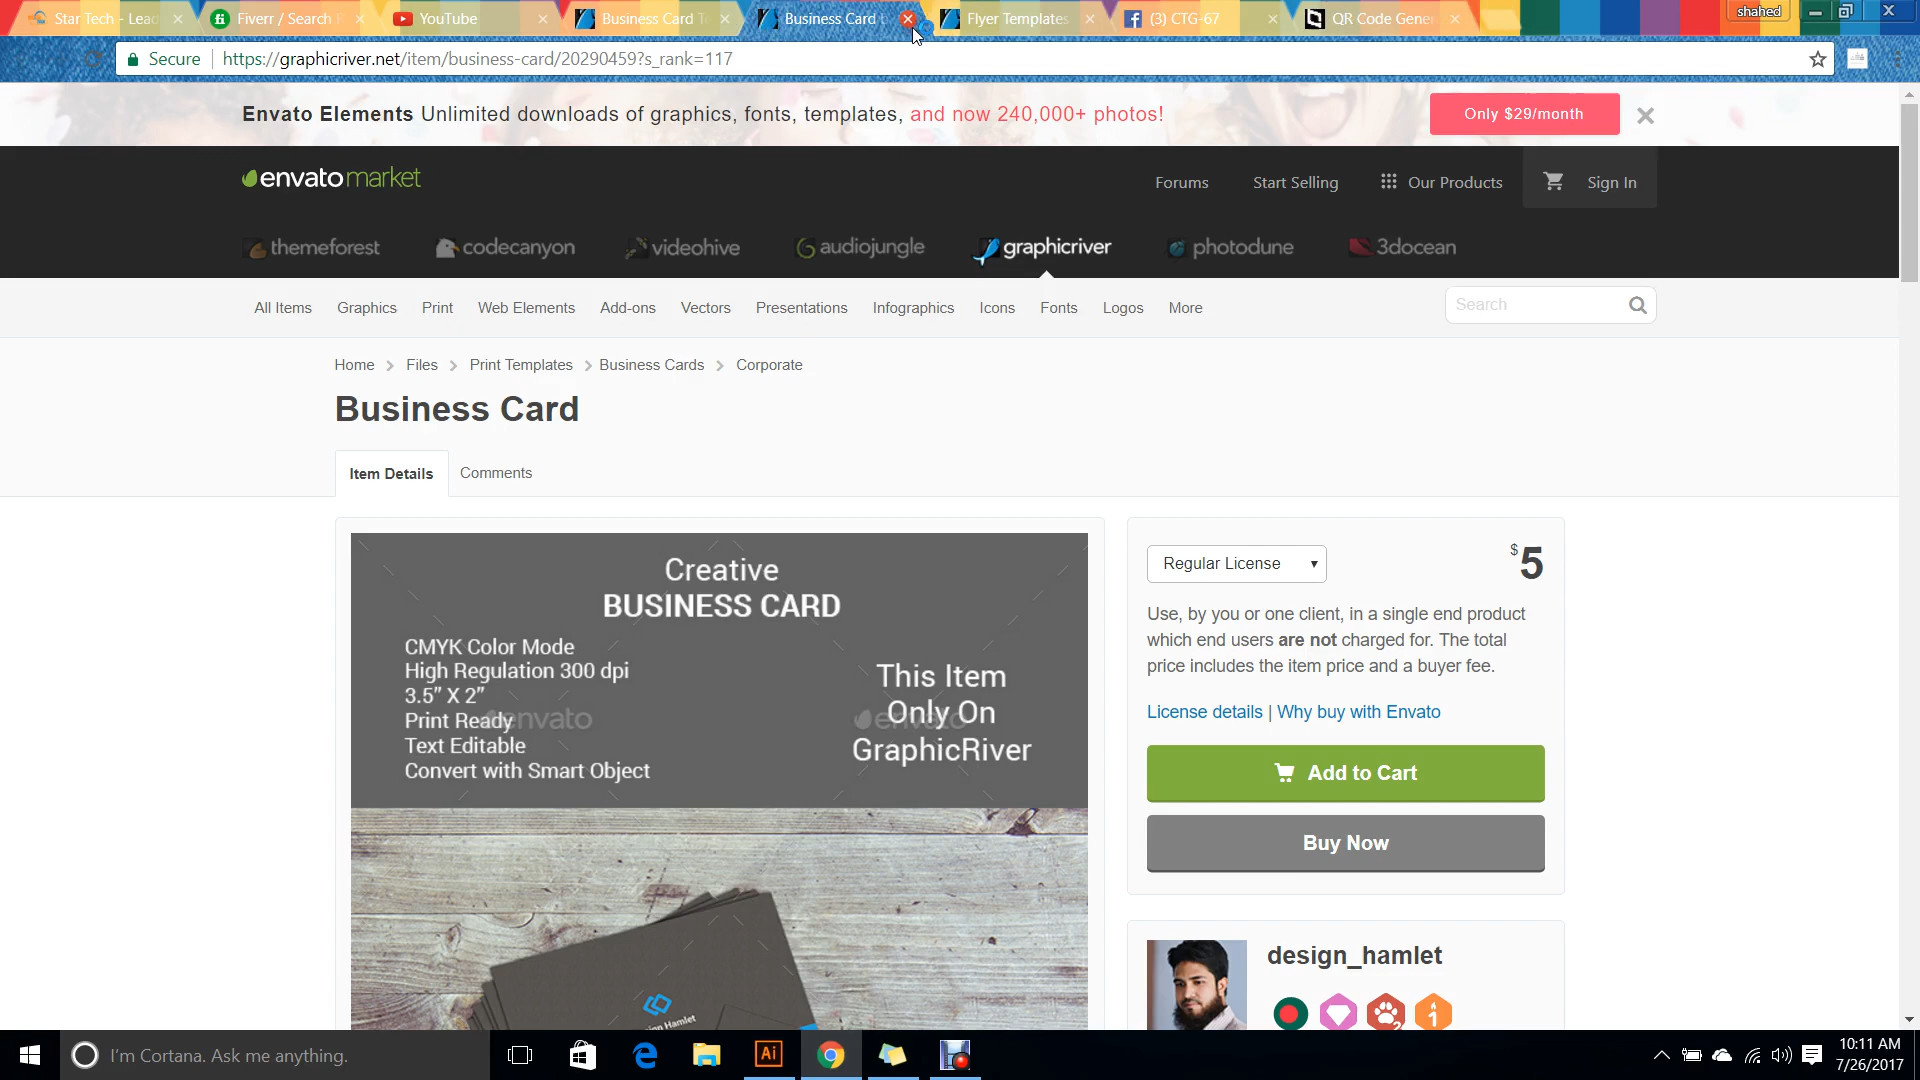 Star Tech - Lead
Fiverr / Search R
YouTube
Business Card T
Business Card
Flyer Templates
(3) CTG-67
QR Code Gene
shahed
Secure
https://graphicriver.net/item/business-card/20290459?s_rank=117
Envato Elements Unlimited downloads of graphics, fonts, templates, and now 240,000+ photos!
Only $29/month
envatomarket
Forums
Start Selling
Our Products
Sign In
themeforest
codecanyon
videohive
audiojungle
graphicriver
photodune
3docean
All Items
Graphics
Print
Web Elements
Add-ons
Vectors
Presentations
Infographics
Icons
Fonts
Logos
More
Search
Home
Files
Print Templates
Business Cards
Corporate
Business Card
Item Details
Comments
Creative
BUSINESS CARD
CMYK Color Mode
High Regulation 300 dpi
3.5” X 2”
Print Ready
Text Editable
Convert with Smart Object
This Item
Only On
GraphicRiver
envato
envato
Regular License
$5
Use, by you or one client, in a single end product
which end users are not charged for. The total
price includes the item price and a buyer fee.
License details | Why buy with Envato
Add to Cart
Buy Now
design_hamlet
I'm Cortana. Ask me anything.
Ai
10:11 AM
7/26/2017